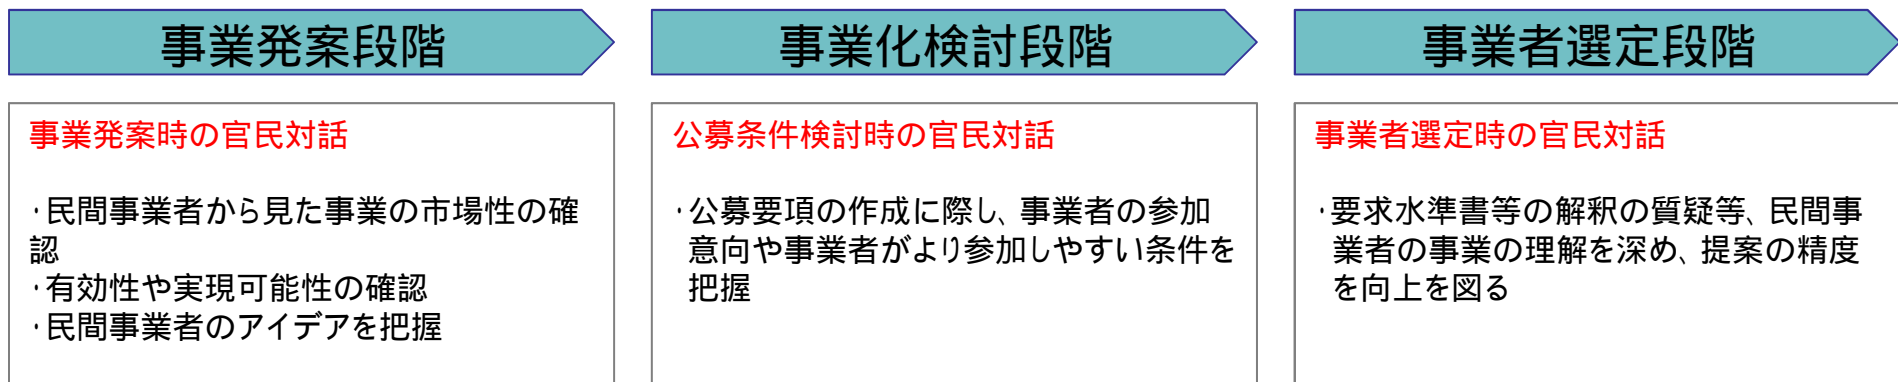 事業発案段階
事業発案時の官民対話
・民間事業者から見た事業の市場性の確
認
・有効性や実現可能性の確認
・民間事業者のアイデアを把握
事業化検討段階
公募条件検討時の官民対話
・公募要項の作成に際し、事業者の参加
意向や事業者がより参加しやすい条件を
把握
事業者選定段階
事業者選定時の官民対話
・要求水準書等の解釈の質疑等、民間事
業者の事業の理解を深め、提案の精度
を向上を図る